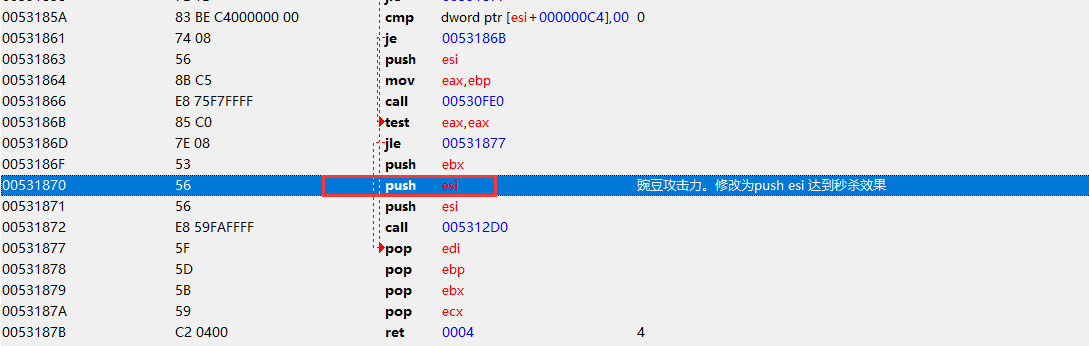 0053185A 83 BE C4000000 00 cmp dword ptr [esi+000000C4],00 0
00531861 74 08 je 0053186B
00531863 56 push esi
00531864 8B C5 mov eax,ebp
00531866 E8 75F7FFFF call 00530FE0
0053186B 85 C0 test eax,eax
0053186D 7E 08 jle 00531877
0053186F 53 push ebx
00531870 56 push esi 豌豆攻击力。修改为push esi 达到秒杀效果
00531871 56 push esi
00531872 E8 59FAFFFF call 005312D0
00531877 5F pop edi
00531878 5D pop ebp
00531879 5B pop ebx
0053187A 59 pop ecx
0053187B C2 0400 ret 0004 4